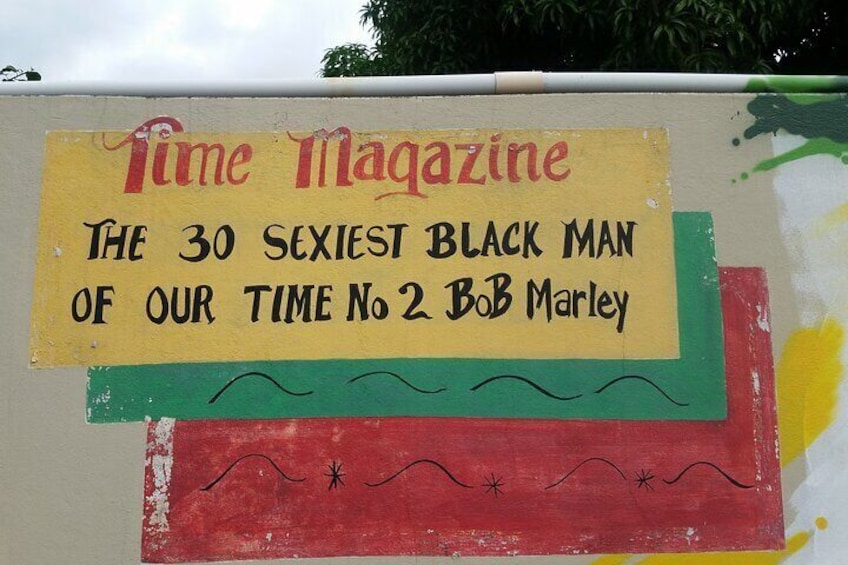 Time Magazine
THE 30 SEXIEST BLACK MAN
OF OUR TIME No 2 BoB Marley